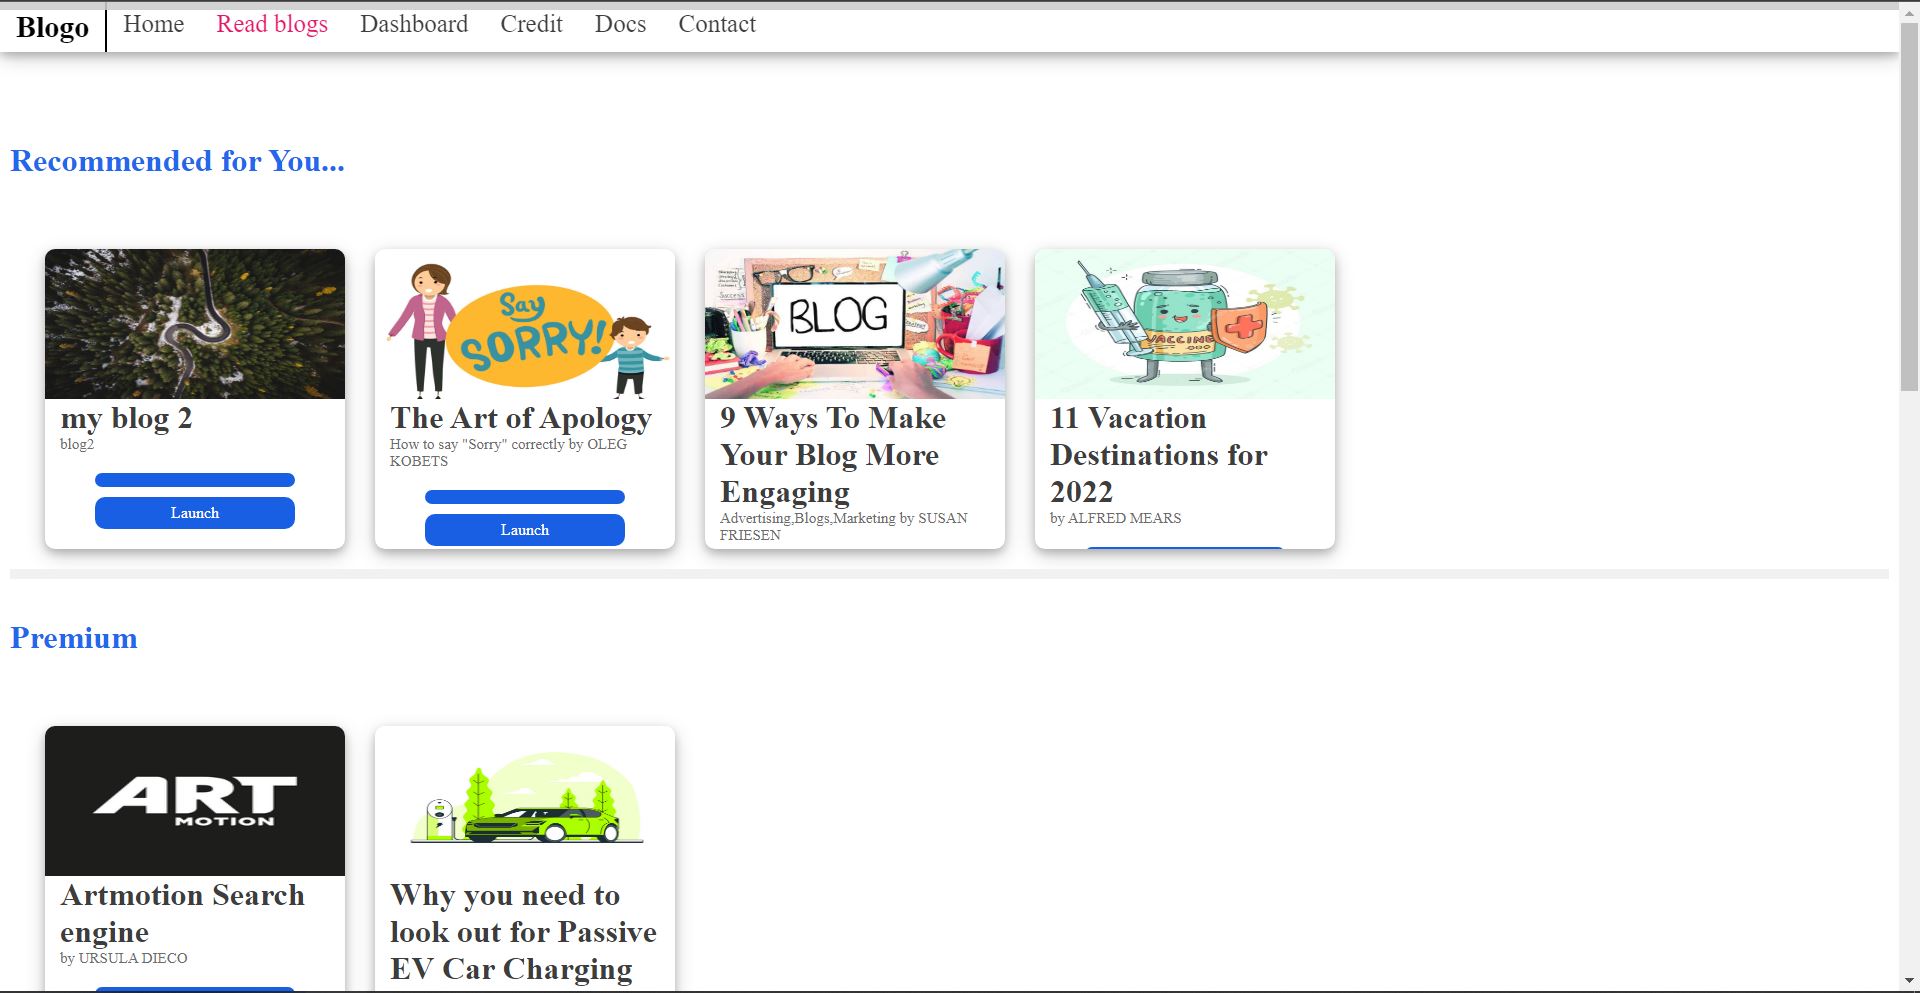 Blogo
Home
Read blogs
Dashboard
Credit
Docs
Contact
Recommended for You...
my blog 2
blog2
Launch
Say
SORRY!
The Art of Apology
How to say "Sorry" correctly by OLEG
KOBETS
Launch
BLOG
9 Ways To Make
Your Blog More
Engaging
Advertising,Blogs,Marketing by SUSAN
FRIESEN
VACCINE
11 Vacation
Destinations for
2022
by ALFRED MEARS
Premium
ART
MOTION
Artmotion Search
engine
by URSULA DIECO
Why you need to
look out for Passive
EV Car Charging